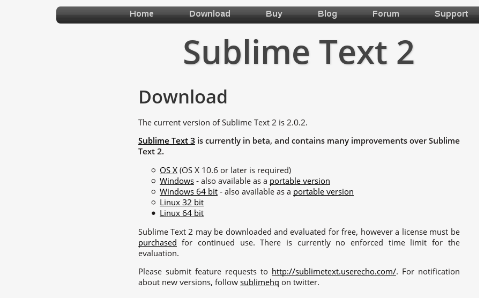 Home Download Buy Blog Forum Support
Sublime Text 2
Download
The current version of Sublime Text 2 is 2.0.2.
Sublime Text 3 is currently in beta, and contains many improvements over Sublime
Text 2.
OS X (OS X 10.6 or later is required)
Windows - also available as a portable version
Windows 64 bit - also available as a portable version
Linux 32 bit
Linux 64 bit
Sublime Text 2 may be downloaded and evaluated for free, however a license must be
purchased for continued use. There is currently no enforced time limit for the
evaluation.
Please submit feature requests to http://sublimetext.userecho.com/. For notification
about new versions, follow sublimehq on twitter.